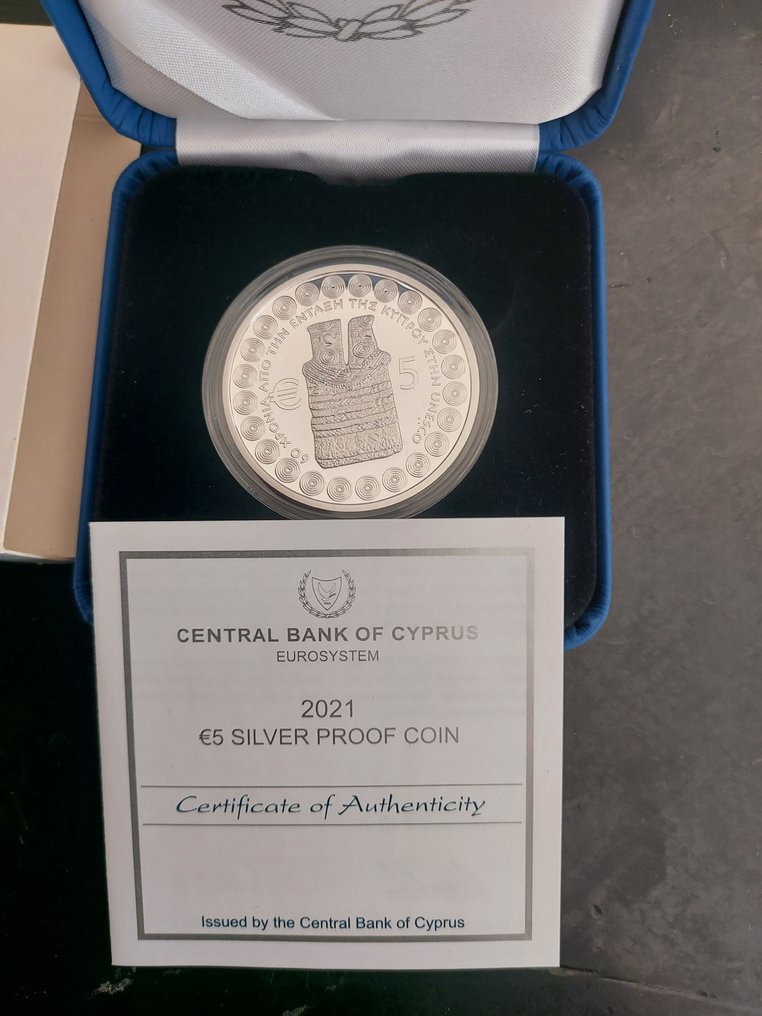 60 ΧΡΟΝΙΑ ΑΠΟ ΤΗΝ ΕΝΤΑΞΗ ΤΗΣ ΚΥΠΡΟΥ ΣΤΗΝ UNESCO
€ 5
CENTRAL BANK OF CYPRUS
EUROSYSTEM
2021
€5 SILVER PROOF COIN
Certificate of Authenticity
Issued by the Central Bank of Cyprus